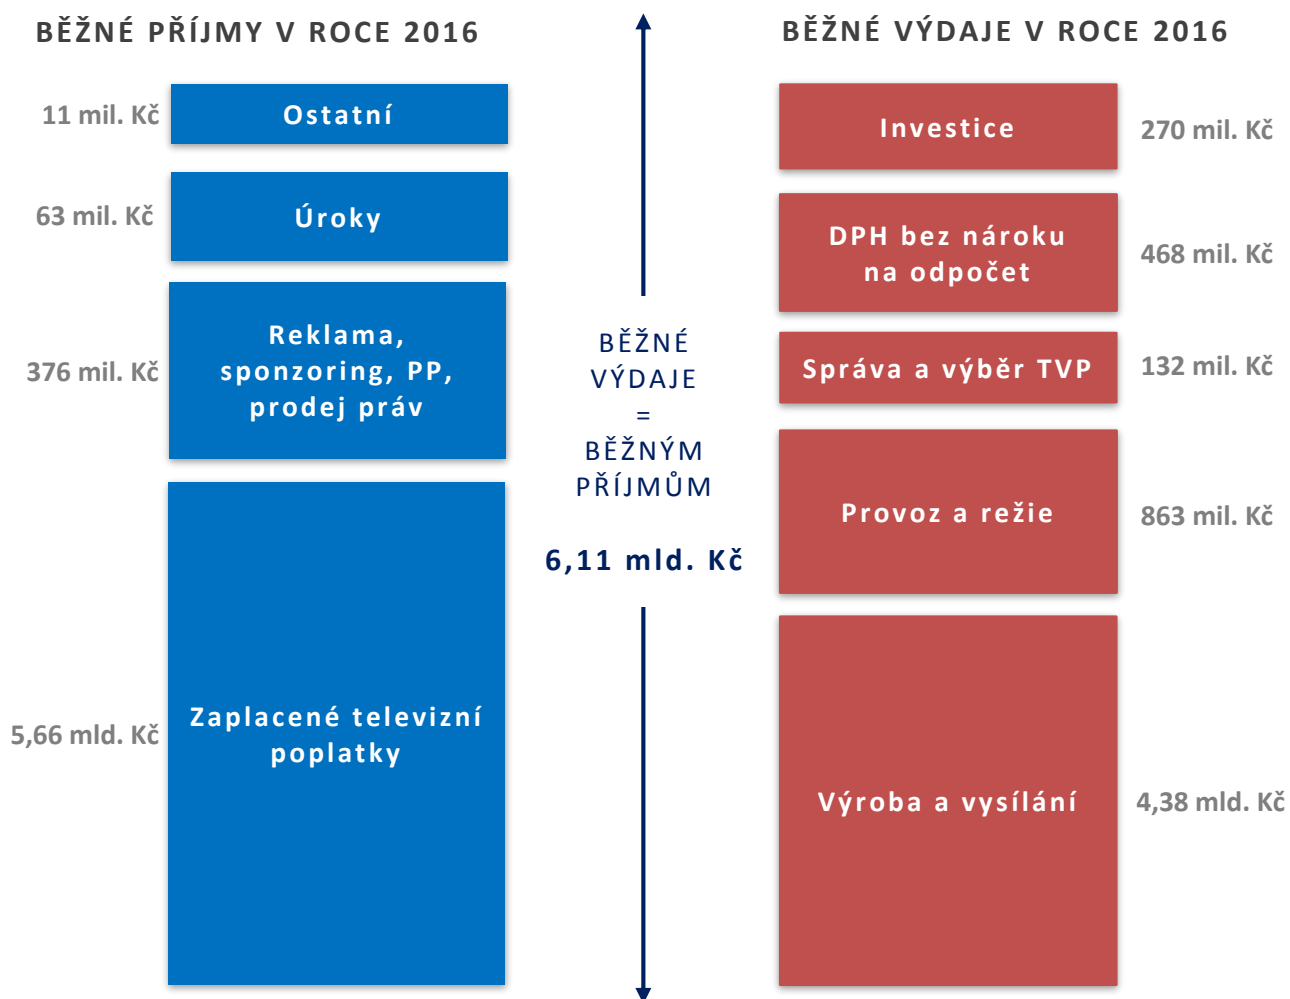 BĚŽNÉ PŘÍJMY V ROCE 2016
11 mil. Kč
Ostatní
63 mil. Kč
Úroky
376 mil. Kč
Reklama,
sponzoring, PP,
prodej práv
5,66 mld. Kč
Zaplacené televizní
poplatky
BĚŽNÉ
VÝDAJE
=
BĚŽNÝM
PŘÍJMŮM
6,11 mld. Kč
BĚŽNÉ VÝDAJE V ROCE 2016
Investice
270 mil. Kč
DPH bez nároku
na odpočet
468 mil. Kč
Správa a výběr TVP
132 mil. Kč
Provoz a režie
863 mil. Kč
Výroba a vysílání
4,38 mld. Kč